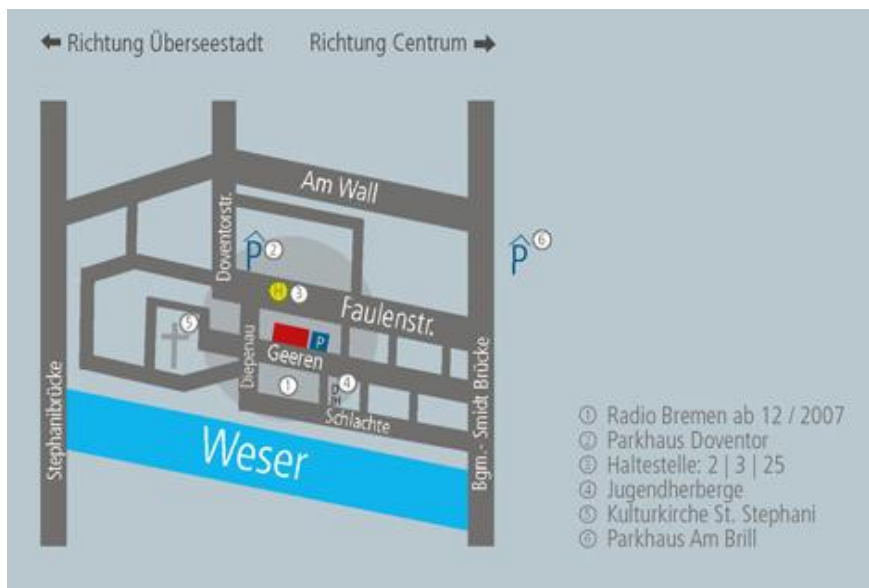 ← Richtung Überseestadt
Richtung Centrum →
Am Wall
Doventorstr.
P ②
P ⑥
H ③
Faulenstr.
⑤
P
Geeren
Diepenau
①
④
DJH
Schlachte
Stephanibrücke
Weser
Bgm.- Smidt Brücke
① Radio Bremen ab 12 / 2007
② Parkhaus Doventor
③ Haltestelle: 2 | 3 | 25
④ Jugendherberge
⑤ Kulturkirche St. Stephani
⑥ Parkhaus Am Brill